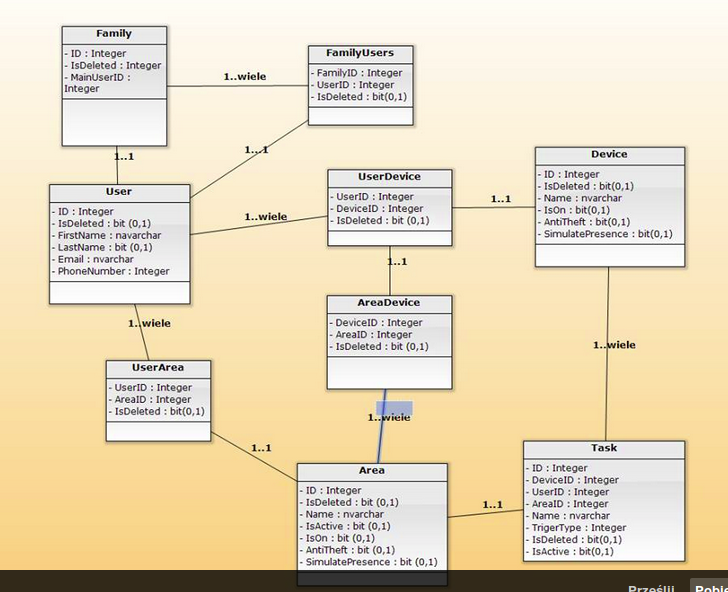 Family
- ID : Integer
- IsDeleted : Integer
- MainUserID :
Integer
1..wiele
FamilyUsers
- FamilyID : Integer
- UserID : Integer
- IsDeleted : bit(0,1)
1..1
1...1
User
- ID : Integer
- IsDeleted : bit (0,1)
- FirstName : navarchar
- LastName : bit (0,1)
- Email : nvarchar
- PhoneNumber : Integer
1..wiele
UserDevice
- UserID : Integer
- DeviceID : Integer
- IsDeleted : bit (0,1)
1..1
Device
- ID : Integer
- IsDeleted : bit(0,1)
- Name : nvarchar
- IsOn : bit(0,1)
- AntiTheft : bit(0,1)
- SimulatePresence : bit(0,1)
1..1
AreaDevice
- DeviceID : Integer
- AreaID : Integer
- IsDeleted : bit (0,1)
1..wiele
1..wiele
UserArea
- UserID : Integer
- AreaID : Integer
- IsDeleted : bit(0,1)
1..1
1..wiele
Area
- ID : Integer
- IsDeleted : bit (0,1)
- Name : nvarchar
- IsActive : bit (0,1)
- IsOn : bit (0,1)
- AntiTheft : bit (0,1)
- SimulatePresence : bit (0,1)
1..1
Task
- ID : Integer
- DeviceID : Integer
- UserID : Integer
- AreaID : Integer
- Name : nvarchar
- TrigerType : Integer
- IsDeleted : bit(0,1)
- IsActive : bit(0,1)